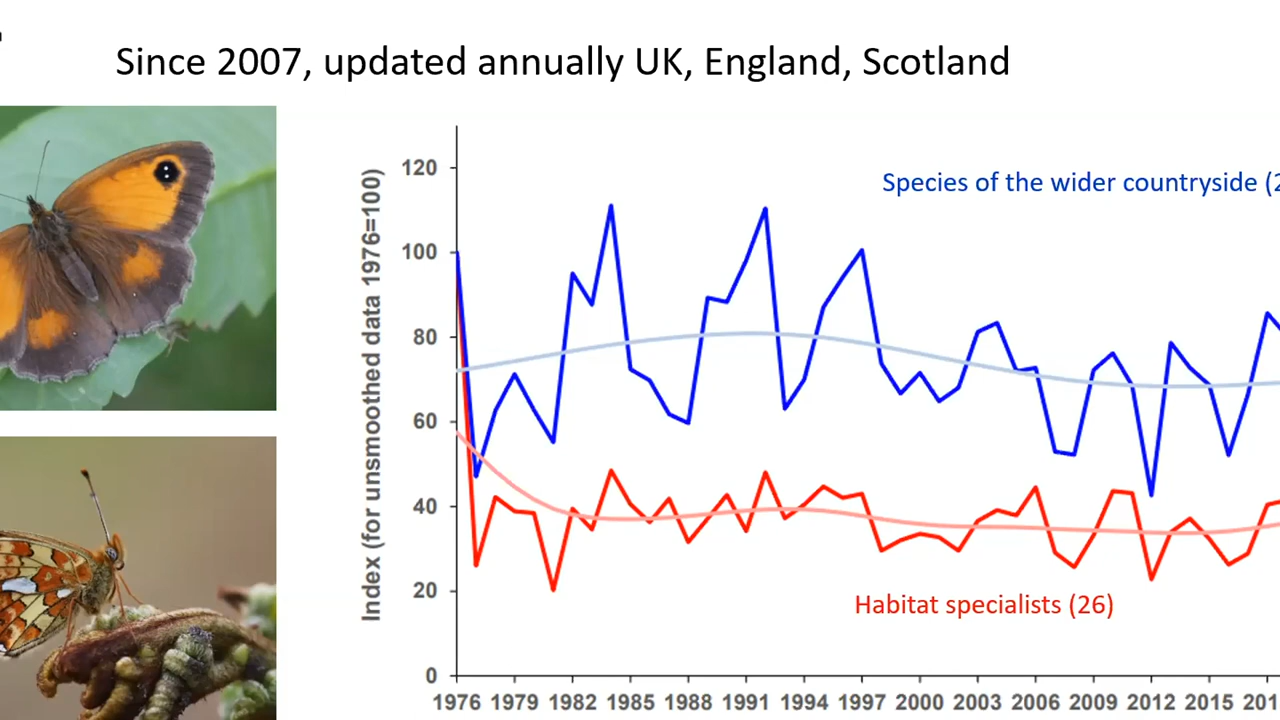 Since 2007, updated annually UK, England, Scotland
Index (for unsmoothed data 1976=100)
120
100
80
60
40
20
0
Species of the wider countryside
Habitat specialists (26)
1976 1979 1982 1985 1988 1991 1994 1997 2000 2003 2006 2009 2012 2015